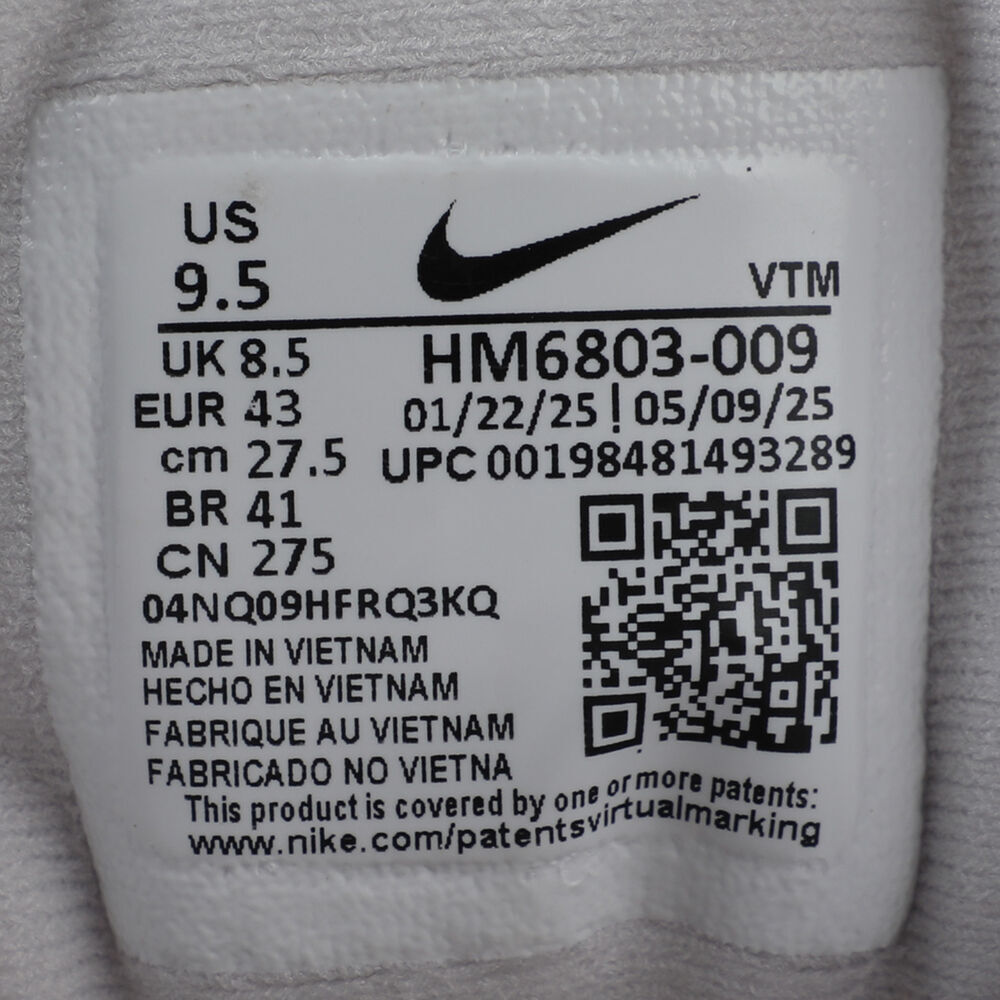 US
9.5
VTM
UK 8.5
HM6803-009
EUR 43
01/22/25 | 05/09/25
cm 27.5
UPC 00198481493289
BR 41
CN 275
04NQ09HFRQ3KQ
MADE IN VIETNAM
HECHO EN VIETNAM
FABRIQUE AU VIETNAM
FABRICADO NO VIETNA
This product is covered by one or more patents:
www.nike.com/patentsvirtualmarking